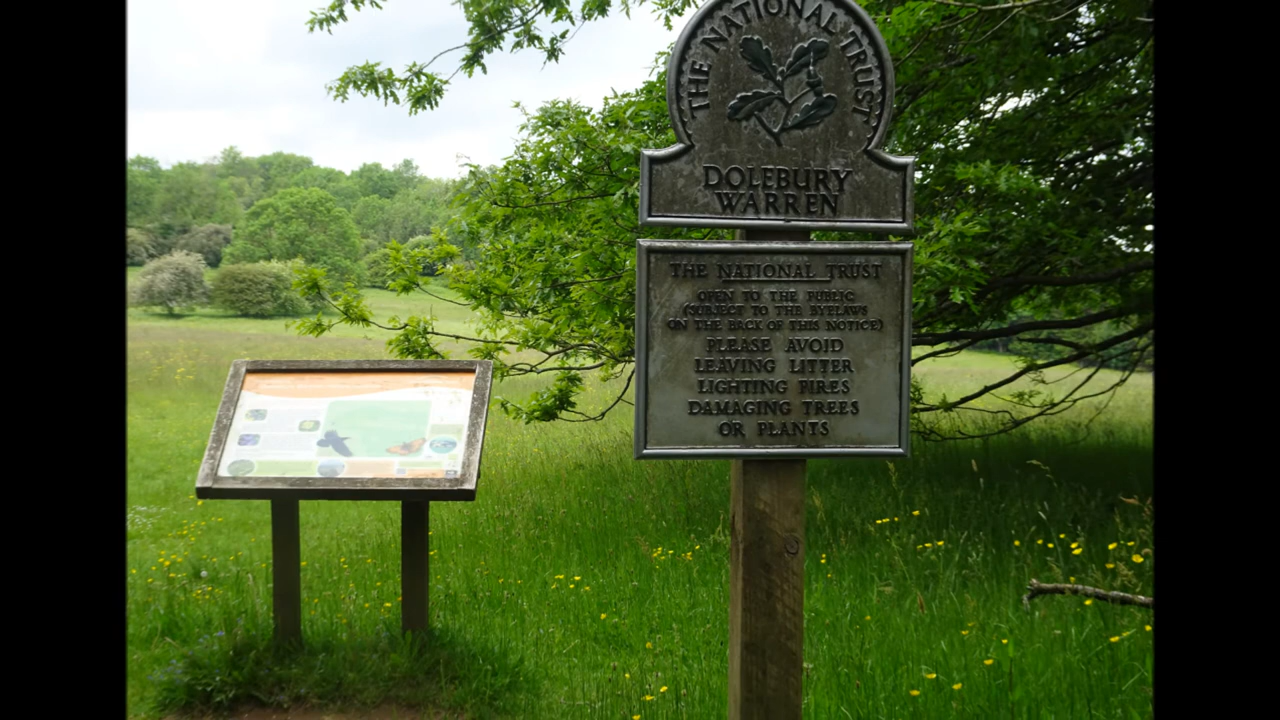 THE NATIONAL TRUST
DOLEBURY
WARREN
THE NATIONAL TRUST
OPEN TO THE PUBLIC
(SUBJECT TO THE BYELAWS
ON THE BACK OF THIS NOTICE)
PLEASE AVOID
LEAVING LITTER
LIGHTING FIRES
DAMAGING TREES
OR PLANTS